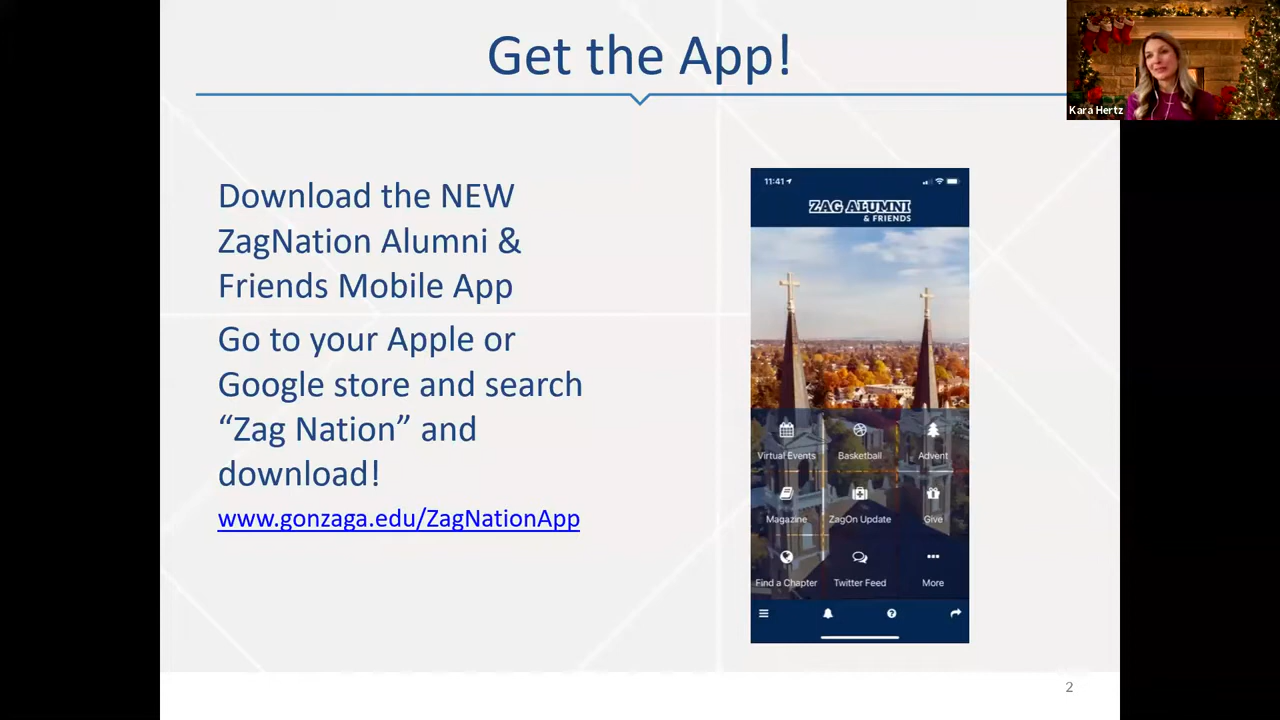 Get the App!
Kara Hertz
Download the NEW
ZagNation Alumni &
Friends Mobile App
Go to your Apple or
Google store and search
“Zag Nation” and
download!
www.gonzaga.edu/ZagNationApp
11:41
ZAG ALUMNI
& FRIENDS
Virtual Events Basketball Advent
Magazine ZagOn Update Give
Find a Chapter Twitter Feed More
2